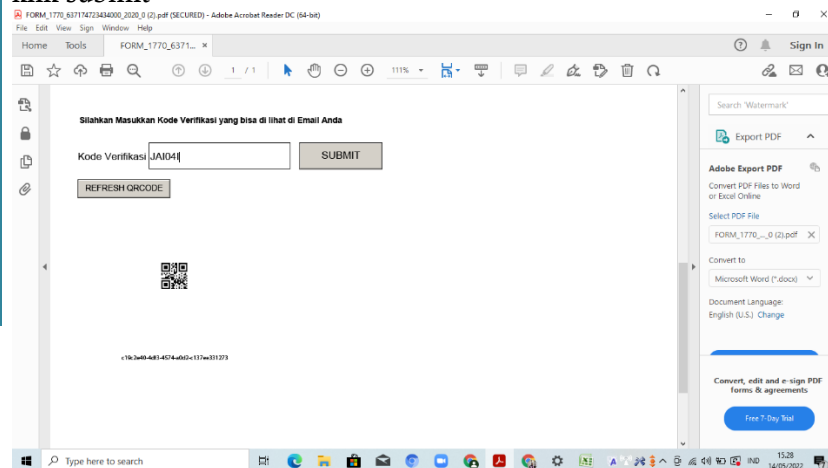 klik submit
FORM_1770_637174723434000_2020_0 (2).pdf (SECURED) - Adobe Acrobat Reader DC (64-bit)
File Edit View Sign Window Help
Home Tools FORM_1770_6371... × Sign In
1 / 1 111%
Silahkan Masukkan Kode Verifikasi yang bisa di lihat di Email Anda
Kode Verifikasi JAI04I SUBMIT
REFRESH QRCODE
Search 'Watermark'
Export PDF
Adobe Export PDF
Convert PDF Files to Word
or Excel Online
Select PDF File
FORM_1770_..._0 (2).pdf
Convert to
Microsoft Word (*.docx)
Document Language:
English (U.S.) Change
Convert, edit and e-sign PDF
forms & agreements
Free 7-Day Trial
Type here to search
IND
15.28
14/05/2022